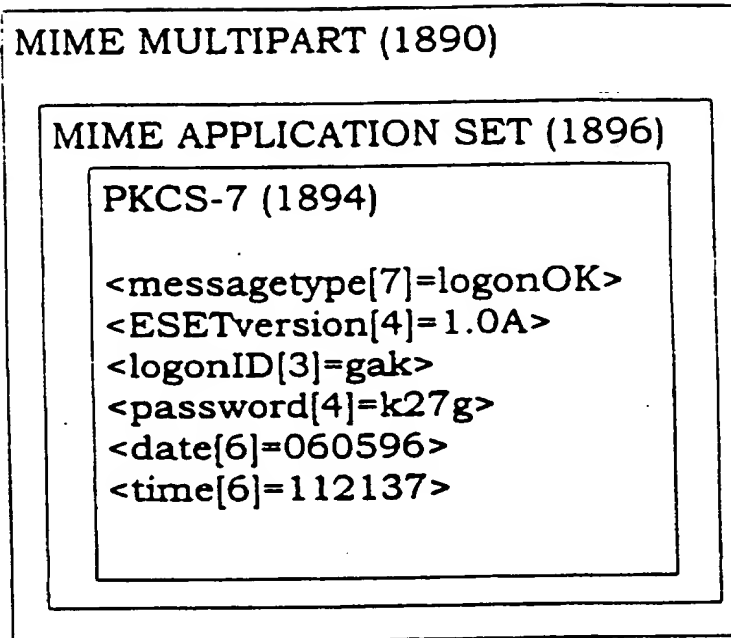 MIME MULTIPART (1890)
MIME APPLICATION SET (1896)
PKCS-7 (1894)
<messagetype[7]=logonOK>
<ESETversion[4]=1.0A>
<logonID[3]=gak>
<password[4]=k27g>
<date[6]=060596>
<time[6]=112137>